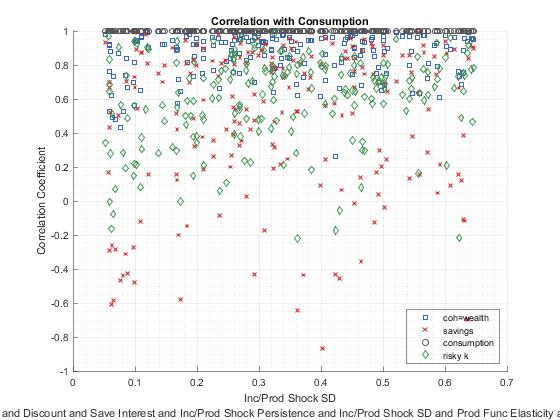 Correlation with Consumption
1
0.8
0.6
0.4
0.2
0
-0.2
-0.4
-0.6
-0.8
-1
Correlation Coefficient
coh=wealth
savings
consumption
risky k
0 0.1 0.2 0.3 0.4 0.5 0.6 0.7
Inc/Prod Shock SD
and Discount and Save Interest and Inc/Prod Shock Persistence and Inc/Prod Shock SD and Prod Func Elasticity